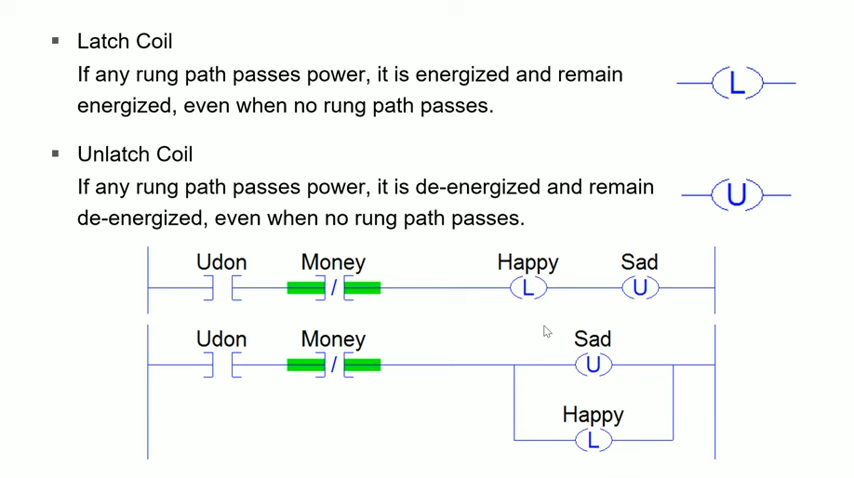 Latch Coil
If any rung path passes power, it is energized and remain
energized, even when no rung path passes.
L
Unlatch Coil
If any rung path passes power, it is de-energized and remain
de-energized, even when no rung path passes.
U
Udon Money Happy Sad
/ L U
Udon Money Sad
/ U
Happy
L